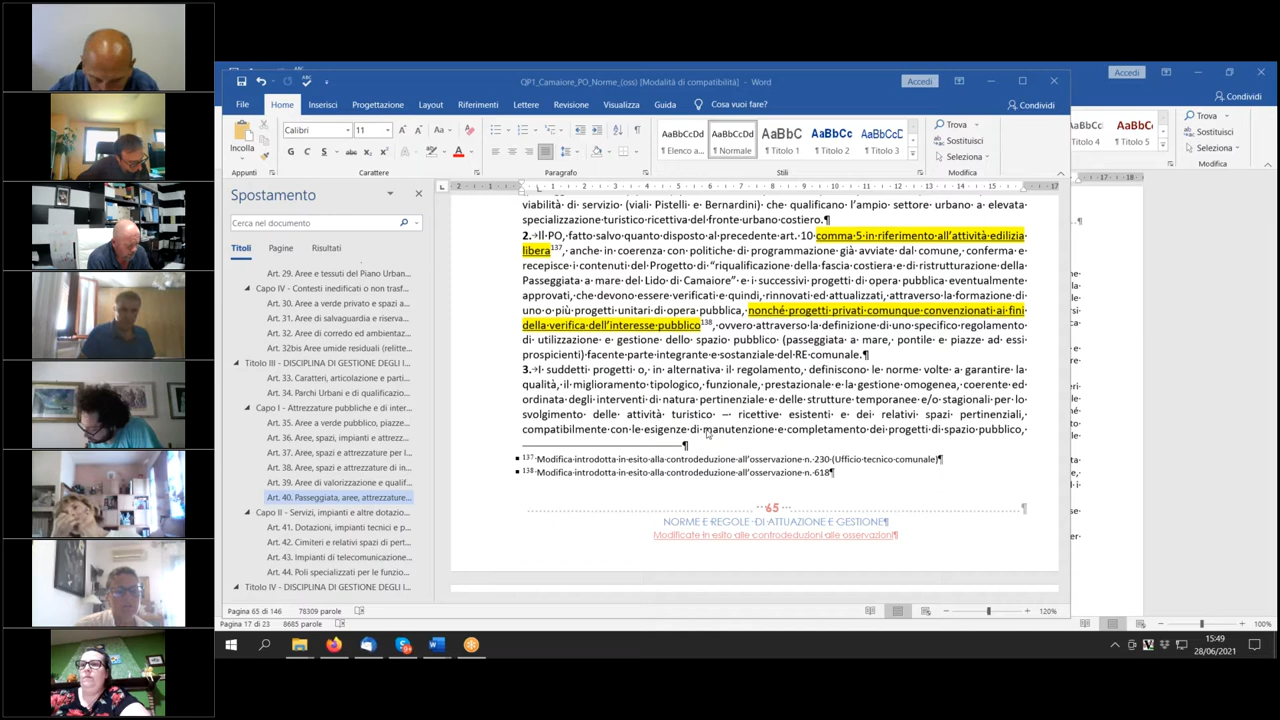 Accedi
QP1_Camaiore_PO_Norme_(oss) [Modalità di compatibilità] - Word
Accedi
Condividi
File Home Inserisci Progettazione Layout Riferimenti Lettere Revisione Visualizza Guida Cosa vuoi fare? Condividi
Incolla
Calibri 11
G C S abc
AaBbCcDd AaBbCcDd AaBbC AaBbCc AaBbCcD
¶ Elenco a... ¶ Normale ¶ Titolo 1 ¶ Titolo 2 ¶ Titolo 3
Trova
Sostituisci
Seleziona
Appunti Carattere Paragrafo Stili Modifica
AaBbCc AaBbC
¶ Titolo 4 ¶ Titolo 5
Trova
Sostituisci
Seleziona
Modifica
Spostamento
Cerca nel documento
Titoli Pagine Risultati
Art. 29. Aree e tessuti del Piano Urban...
Capo IV - Contesti inedificati o non trasf...
Art. 30. Aree a verde privato e spazi a...
Art. 31. Aree di salvaguardia e riserva...
Art. 32. Aree di corredo ed ambientaz...
Art. 32bis Aree umide residuali (relitte...
Titolo III - DISCIPLINA DI GESTIONE DEGLI I...
Art. 33. Caratteri, articolazione e parti...
Art. 34. Parchi Urbani e di qualificazio...
Capo I - Attrezzature pubbliche e di inter...
Art. 35. Aree a verde pubblico, piazze...
Art. 36. Aree, spazi, impianti e attrezz...
Art. 37. Aree, spazi e attrezzature per l...
Art. 38. Aree, spazi e attrezzature di in...
Art. 39. Aree di valorizzazione e qualif...
Art. 40. Passeggiata, aree, attrezzature...
Capo II - Servizi, impianti e altre dotazio...
Art. 41. Dotazioni, impianti tecnici e p...
Art. 42. Cimiteri e relativi spazi di pert...
Art. 43. Impianti di telecomunicazione...
Art. 44. Poli specializzati per le funzio...
Titolo IV - DISCIPLINA DI GESTIONE DEGLI I...
viabilità di servizio (viali Pistelli e Bernardini) che qualificano l'ampio settore urbano a elevata
specializzazione turistico ricettiva del fronte urbano costiero.¶
2. Il PO, fatto salvo quanto disposto al precedente art. 10 comma 5 in riferimento all'attività edilizia
libera137, anche in coerenza con politiche di programmazione già avviate dal comune, conferma e
recepisce i contenuti del Progetto di "riqualificazione della fascia costiera e di ristrutturazione della
Passeggiata a mare del Lido di Camaiore" e i successivi progetti di opera pubblica eventualmente
approvati, che devono essere verificati e quindi, rinnovati ed attualizzati, attraverso la formazione di
uno o più progetti unitari di opera pubblica, nonché progetti privati comunque convenzionati ai fini
della verifica dell'interesse pubblico138, ovvero attraverso la definizione di uno specifico regolamento
di utilizzazione e gestione dello spazio pubblico (passeggiata a mare, pontile e piazze ad essi
prospicienti) facente parte integrante e sostanziale del RE comunale.¶
3. I suddetti progetti o, in alternativa il regolamento, definiscono le norme volte a garantire la
qualità, il miglioramento tipologico, funzionale, prestazionale e la gestione omogenea, coerente ed
ordinata degli interventi di natura pertinenziale e delle strutture temporanee e/o stagionali per lo
svolgimento delle attività turistico – ricettive esistenti e dei relativi spazi pertinenziali,
compatibilmente con le esigenze di manutenzione e completamento dei progetti di spazio pubblico,
¶
137 Modifica introdotta in esito alla controdeduzione all'osservazione n. 230 (Ufficio tecnico comunale)¶
138 Modifica introdotta in esito alla controdeduzione all'osservazione n. 618¶
65
NORME E REGOLE DI ATTUAZIONE E GESTIONE¶
Modificate in esito alle controdeduzioni alle osservazioni¶
Pagina 65 di 146 78309 parole 120%
Pagina 17 di 23 8685 parole 100%
15:49
28/06/2021